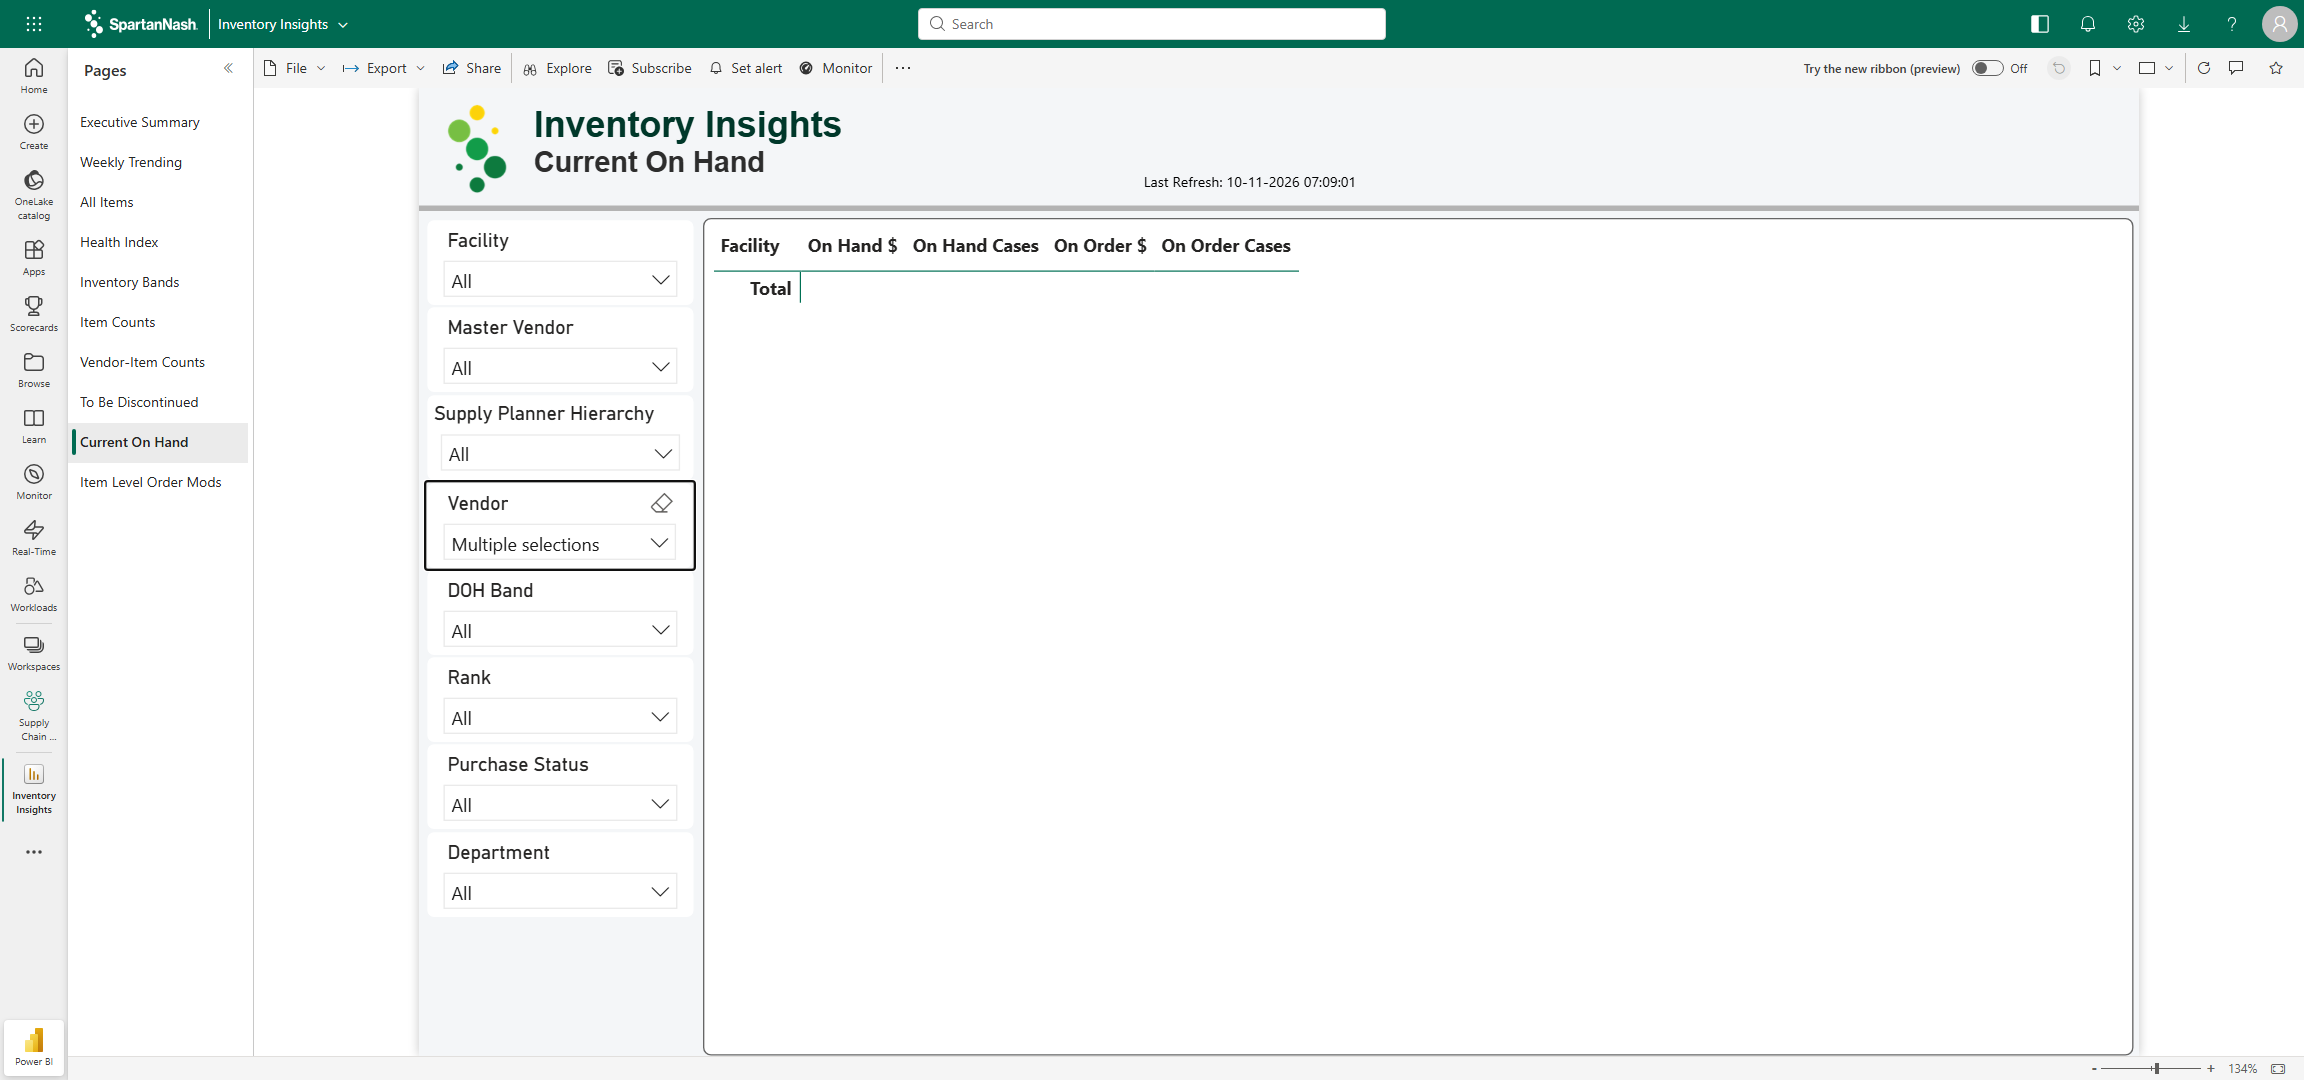 SpartanNash
Inventory Insights
Search
Home
Create
OneLake
catalog
Apps
Scorecards
Browse
Learn
Monitor
Real-Time
Workloads
Workspaces
Supply
Chain ...
Inventory
Insights
Power BI
Pages
Executive Summary
Weekly Trending
All Items
Health Index
Inventory Bands
Item Counts
Vendor-Item Counts
To Be Discontinued
Current On Hand
Item Level Order Mods
File Export Share Explore Subscribe Set alert Monitor ... Try the new ribbon (preview) Off
Inventory Insights
Current On Hand
Last Refresh: 10-11-2026 07:09:01
Facility
All
Master Vendor
All
Supply Planner Hierarchy
All
Vendor
Multiple selections
DOH Band
All
Rank
All
Purchase Status
All
Department
All
Facility On Hand $ On Hand Cases On Order $ On Order Cases
Total
- + 134%